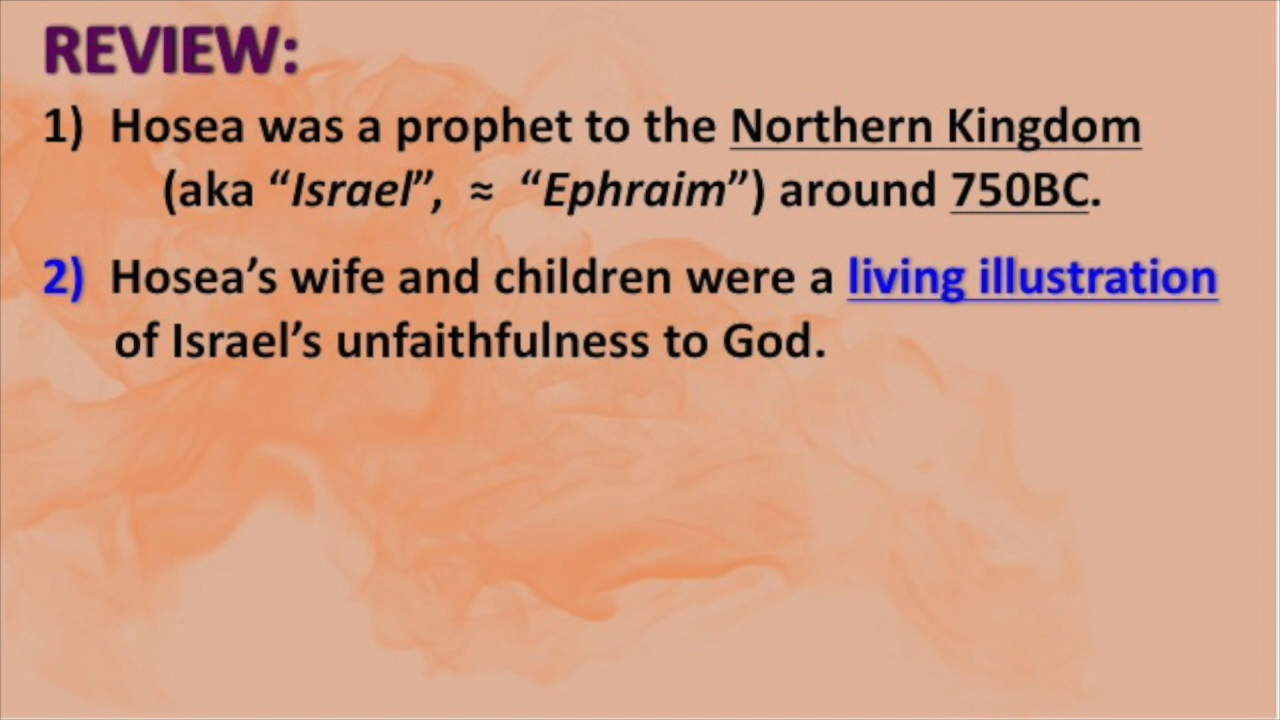 REVIEW:
1) Hosea was a prophet to the Northern Kingdom
(aka “Israel”, ≈ “Ephraim”) around 750BC.
2) Hosea’s wife and children were a living illustration
of Israel’s unfaithfulness to God.